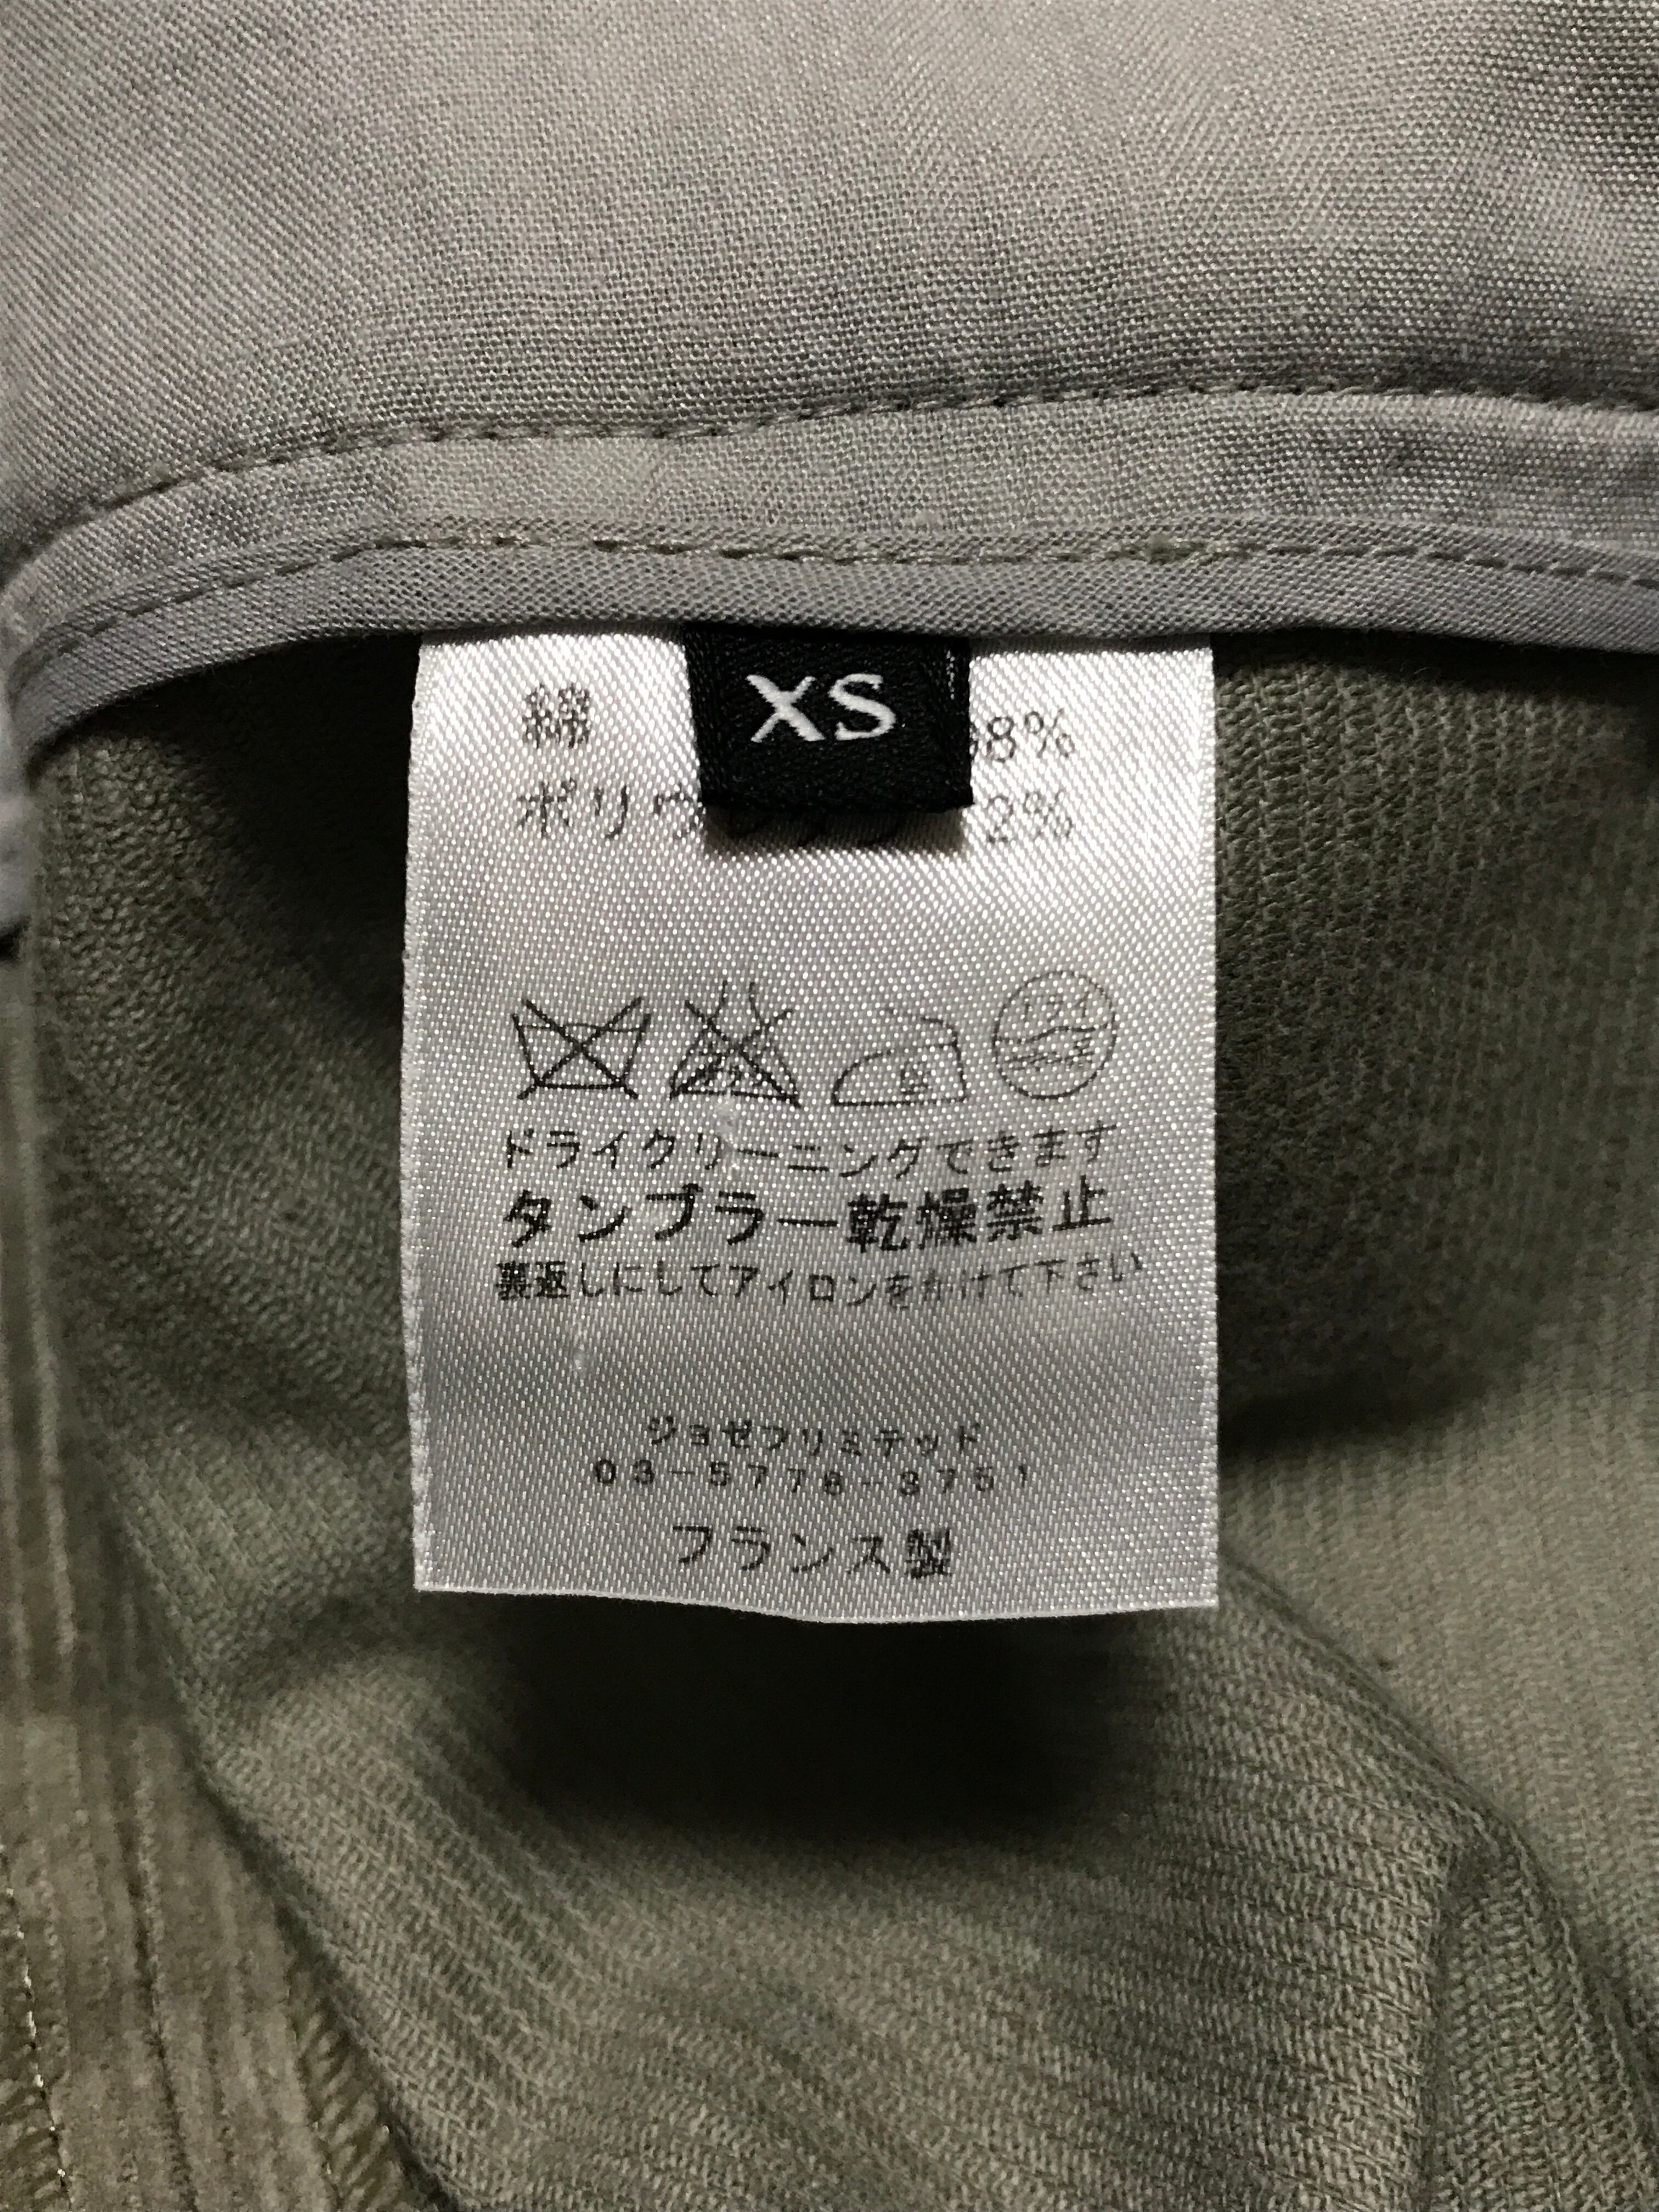 XS
綿 8%
2%
ドライ
ドライクリーニングできます
タンブラー乾燥禁止
裏返しにしてアイロンをかけて下さい
ジョゼフリミテッド
03-5778-3751
フランス製